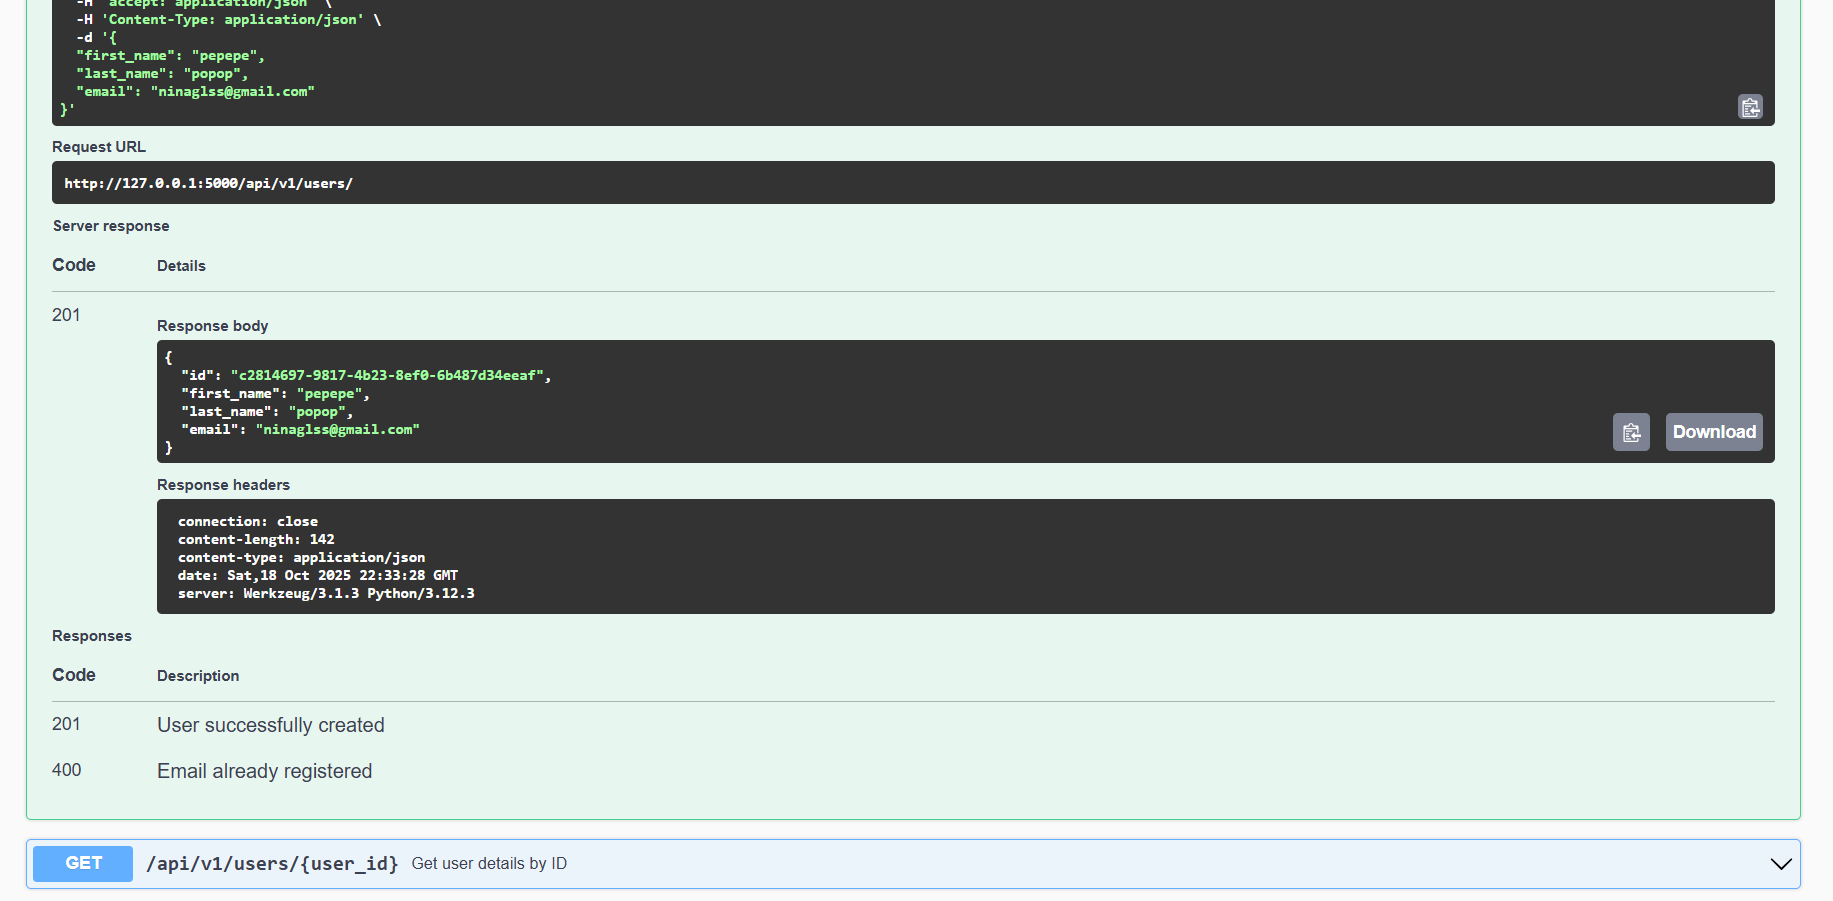 -H 'accept: application/json' \
-H 'Content-Type: application/json' \
-d '{
"first_name": "pepepe",
"last_name": "popop",
"email": "ninaglss@gmail.com"
}'
Request URL
http://127.0.0.1:5000/api/v1/users/
Server response
Code Details
201
Response body
{
"id": "c2814697-9817-4b23-8ef0-6b487d34eeaf",
"first_name": "pepepe",
"last_name": "popop",
"email": "ninaglss@gmail.com"
}
Download
Response headers
connection: close
content-length: 142
content-type: application/json
date: Sat,18 Oct 2025 22:33:28 GMT
server: Werkzeug/3.1.3 Python/3.12.3
Responses
Code Description
201 User successfully created
400 Email already registered
GET /api/v1/users/{user_id} Get user details by ID